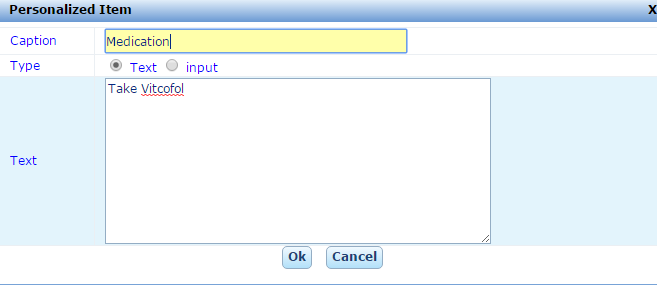 Personalized Item X
Caption Medication
Type Text input
Take Vitcofol
Text
Ok Cancel